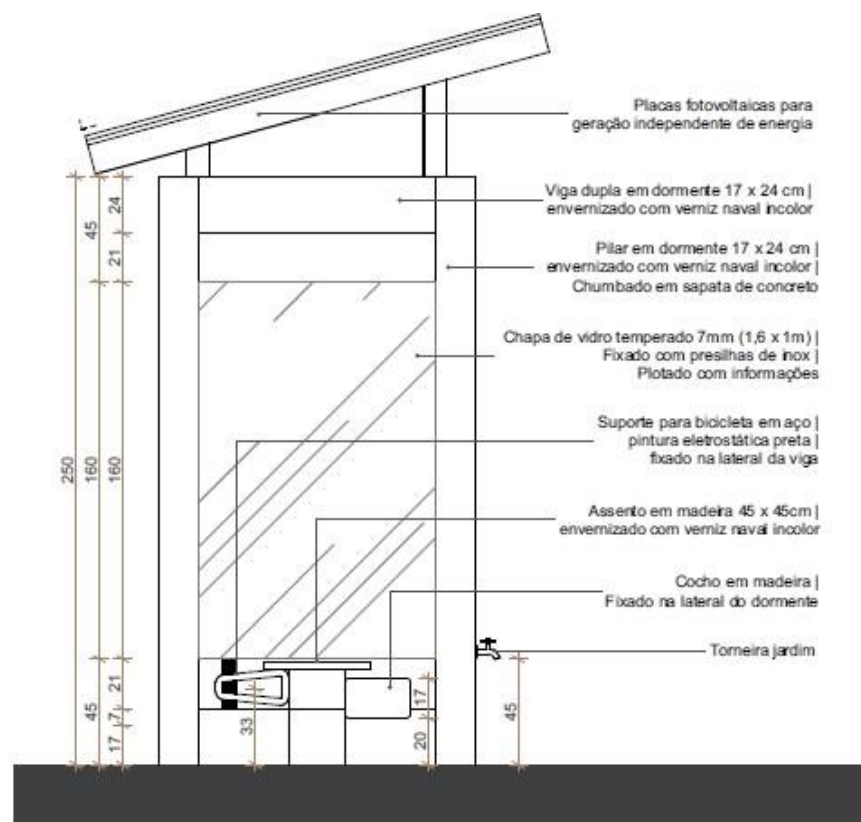 Placas fotovoltaicas para
geração independente de energia
Viga dupla em dormente 17 x 24 cm |
envernizado com verniz naval incolor
Pilar em dormente 17 x 24 cm |
envernizado com verniz naval incolor |
Chumbado em sapata de concreto
Chapa de vidro temperado 7mm (1,6 x 1m) |
Fixado com presilhas de inox |
Plotado com informações
Suporte para bicicleta em aço |
pintura eletrostática preta |
fixado na lateral da viga
Assento em madeira 45 x 45cm |
envernizado com verniz naval incolor
Cocho em madeira |
Fixado na lateral do dormente
Torneira jardim
250
45
160
45
24
21
160
21
7
17
33
17
20
45